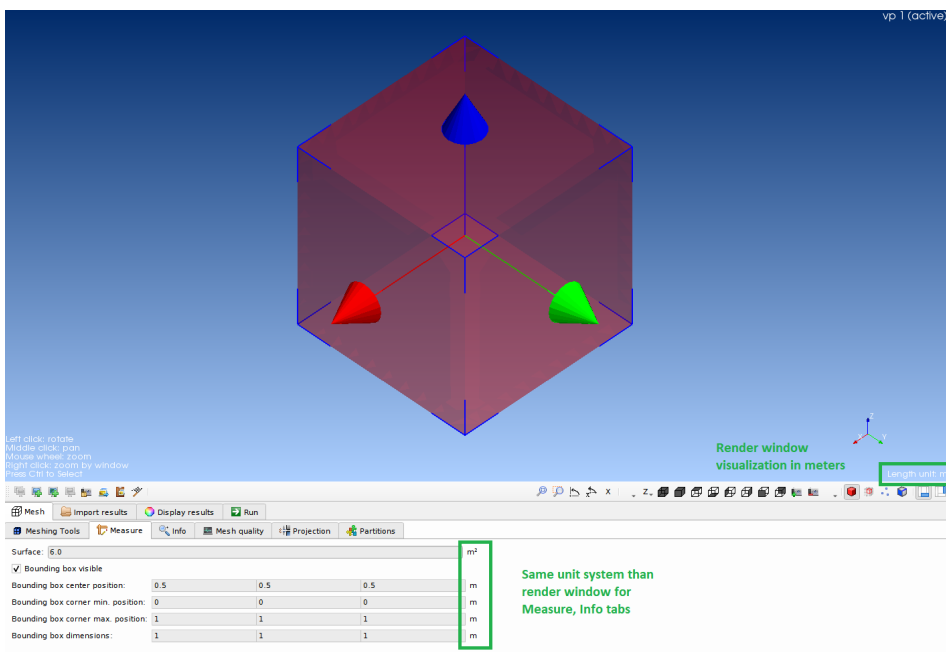 vp 1 (active)
Left click: rotate
Middle click: pan
Mouse wheel: zoom
Right click: zoom by window
Press Ctrl to Select
Z
X
Y
Render window
visualization in meters
Length unit: m
X
Z
Mesh Import results Display results Run
Meshing Tools Measure Info Mesh quality Projection Partitions
Surface: 6.0 m²
Bounding box visible
Bounding box center position: 0.5 0.5 0.5 m
Bounding box corner min. position: 0 0 0 m
Bounding box corner max. position: 1 1 1 m
Bounding box dimensions: 1 1 1 m
Same unit system than
render window for
Measure, Info tabs